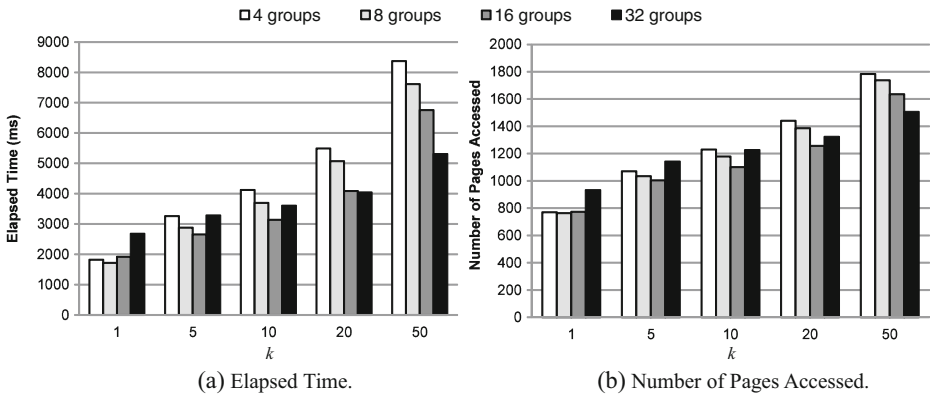 4 groups 8 groups 16 groups 32 groups
Elapsed Time (ms)
9000
8000
7000
6000
5000
4000
3000
2000
1000
0
1 5 10 20 50
k
(a) Elapsed Time.
Number of Pages Accessed
2000
1800
1600
1400
1200
1000
800
600
400
200
0
1 5 10 20 50
k
(b) Number of Pages Accessed.